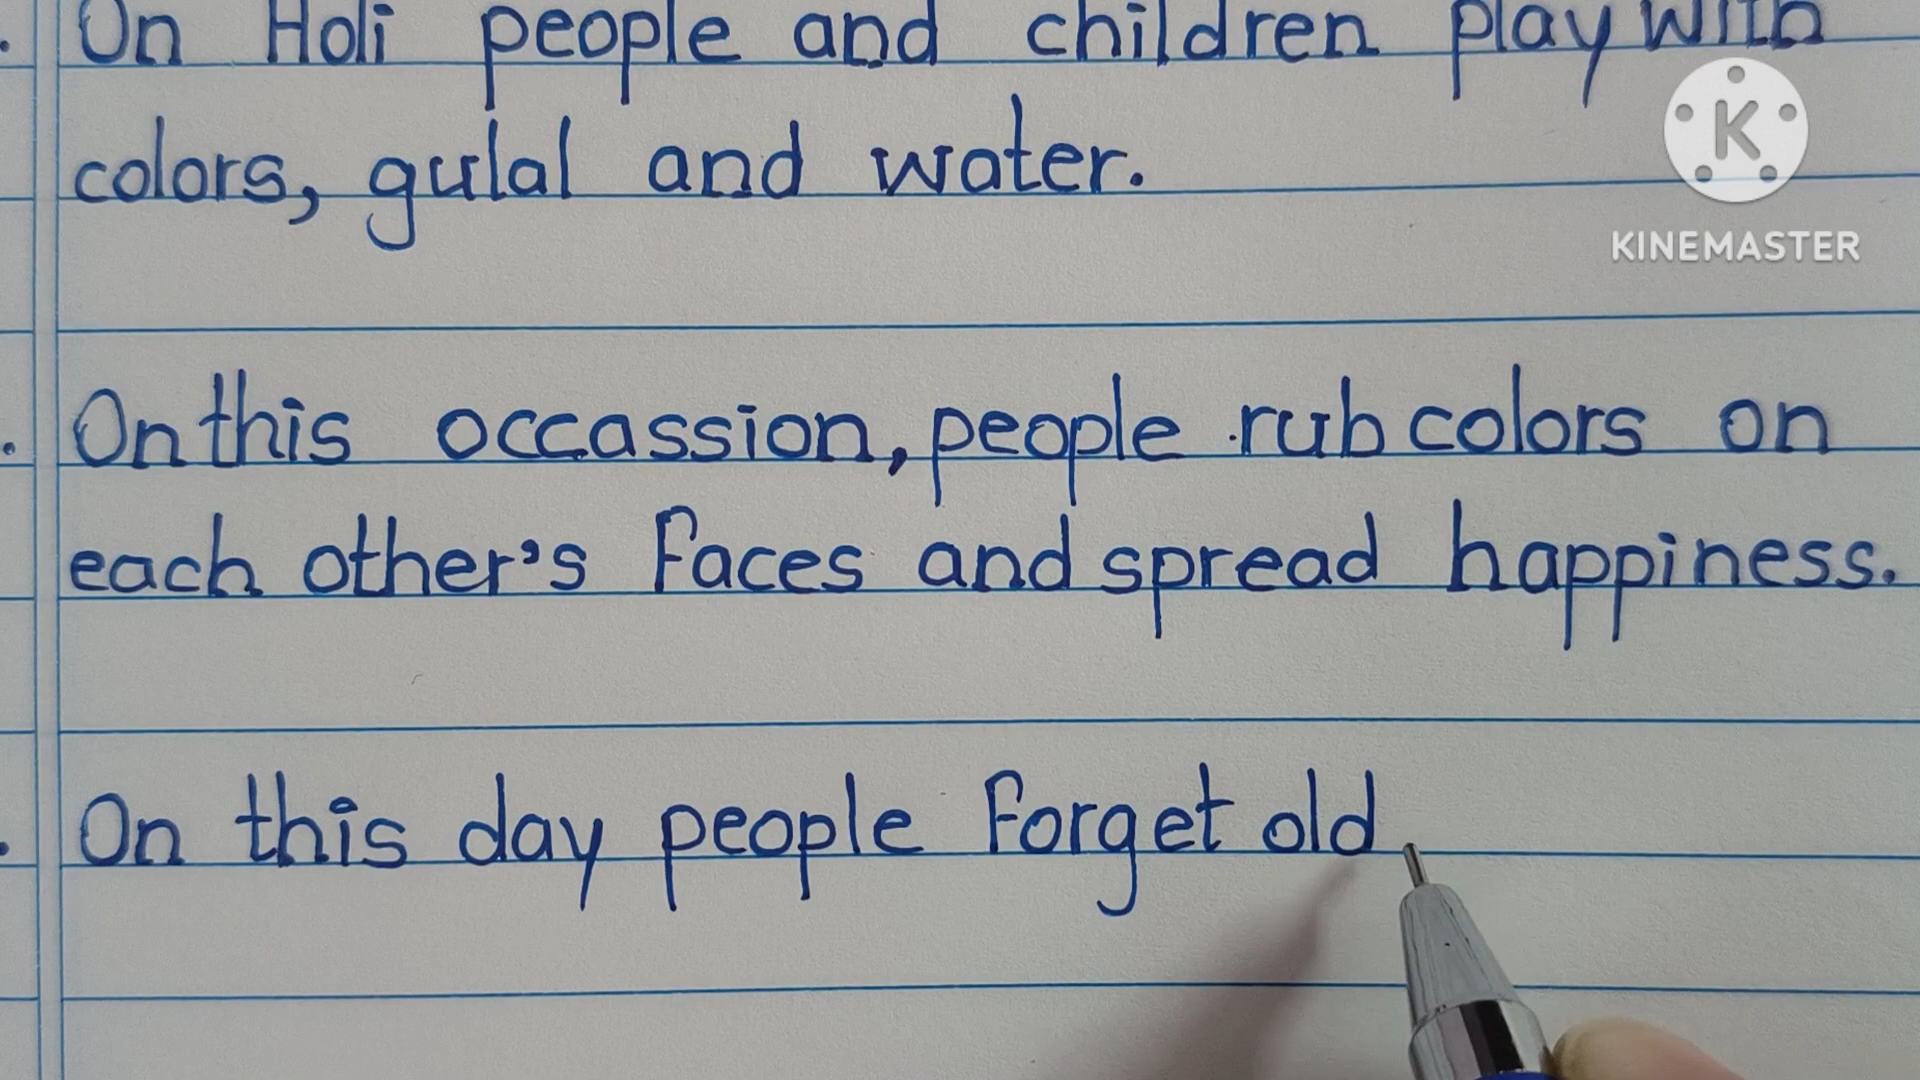 . On Holi people and children play with
colors, gulal and water.
KINEMASTER
. On this occassion, people rub colors on
each other's faces and spread happiness.
. On this day people forget old